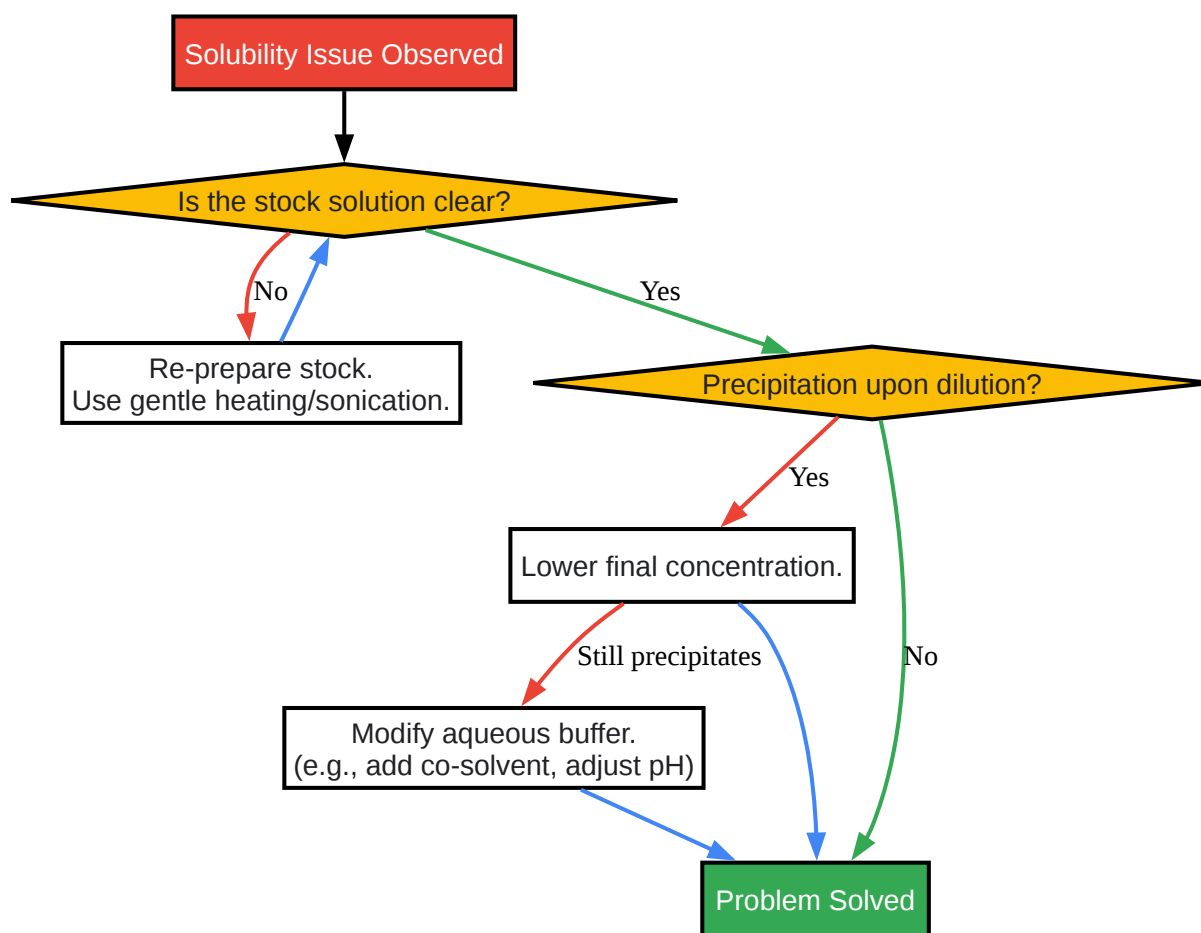 Solubility Issue Observed
Is the stock solution clear?
No
Yes
Re-prepare stock.
Use gentle heating/sonication.
Precipitation upon dilution?
Yes
Lower final concentration.
Still precipitates
No
Modify aqueous buffer.
(e.g., add co-solvent, adjust pH)
Problem Solved